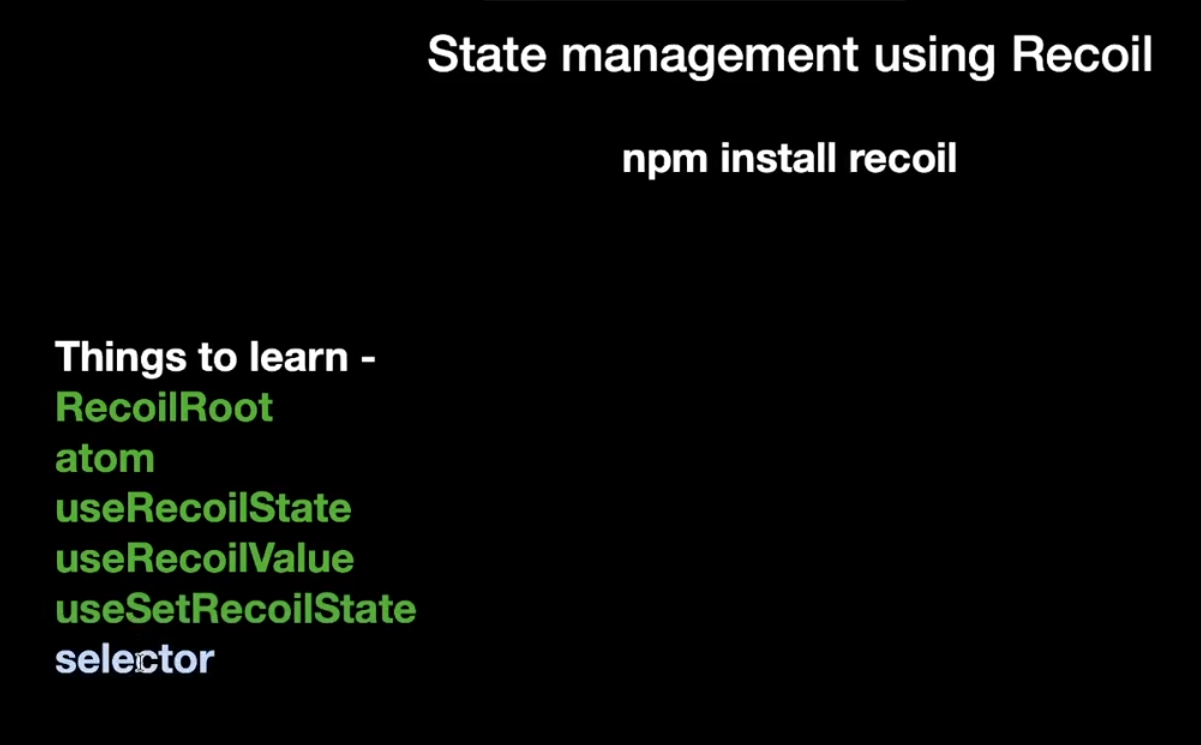 State management using Recoil
npm install recoil
Things to learn -
RecoilRoot
atom
useRecoilState
useRecoilValue
useSetRecoilState
selector